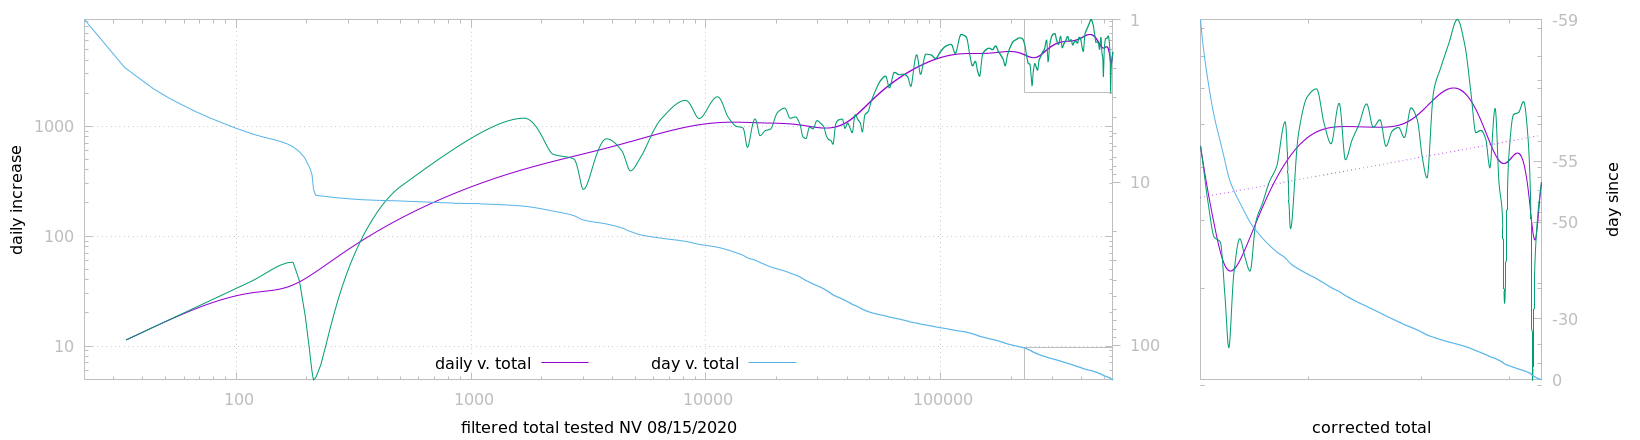 daily increase
1000
100
10
100
1000
10000
100000
1
10
100
daily v. total
day v. total
filtered total tested NV 08/15/2020
-59
-55
-50
-30
0
day since
corrected total